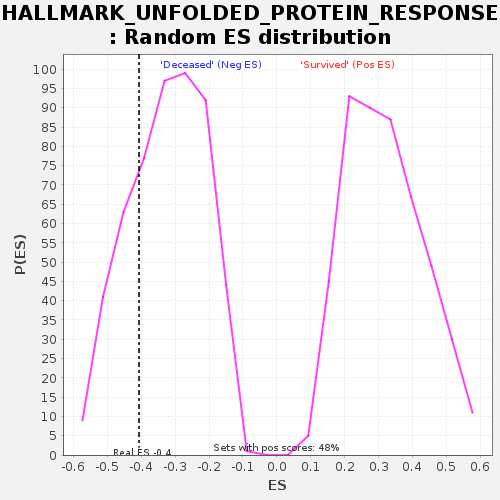 HALLMARK_UNFOLDED_PROTEIN_RESPONSE
: Random ES distribution
'Deceased' (Neg ES) 'Survived' (Pos ES)
P(ES)
100
95
90
85
80
75
70
65
60
55
50
45
40
35
30
25
20
15
10
5
0
Sets with pos scores: 48%
Real ES -0.4
-0.6 -0.5 -0.4 -0.3 -0.2 -0.1 0.0 0.1 0.2 0.3 0.4 0.5 0.6
ES